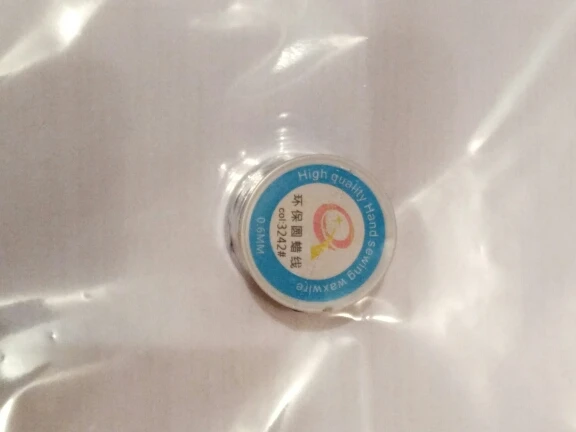 High quality Hand sewing waxwire
环保圆蜡线
col:3242#
0.6MM